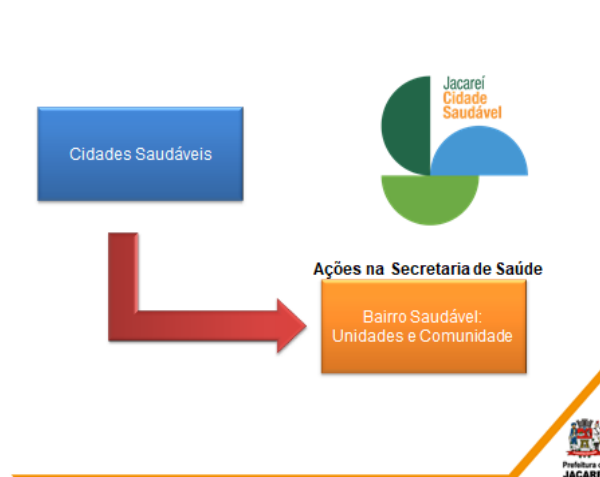 Jacareí
Cidade
Saudável
Cidades Saudáveis
Ações na Secretaria de Saúde
Bairro Saudável:
Unidades e Comunidade
Prefeitura
JACARE